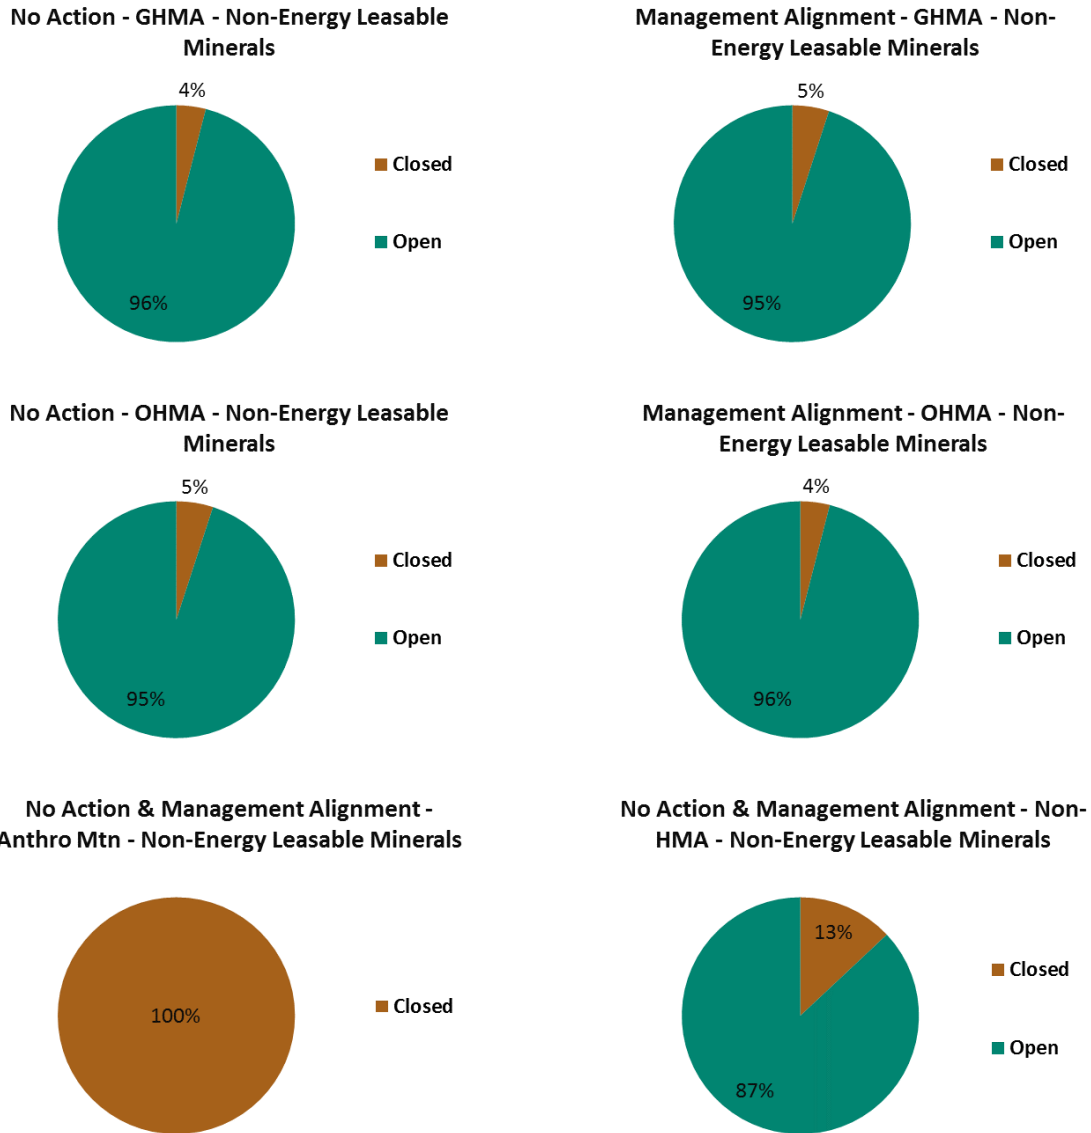 No Action - GHMA - Non-Energy Leasable
Minerals
4%
Closed
Open
96%
Management Alignment - GHMA - Non-
Energy Leasable Minerals
5%
Closed
Open
95%
No Action - OHMA - Non-Energy Leasable
Minerals
5%
Closed
Open
95%
Management Alignment - OHMA - Non-
Energy Leasable Minerals
4%
Closed
Open
96%
No Action & Management Alignment -
Anthro Mtn - Non-Energy Leasable Minerals
100%
Closed
No Action & Management Alignment - Non-
HMA - Non-Energy Leasable Minerals
13%
Closed
Open
87%